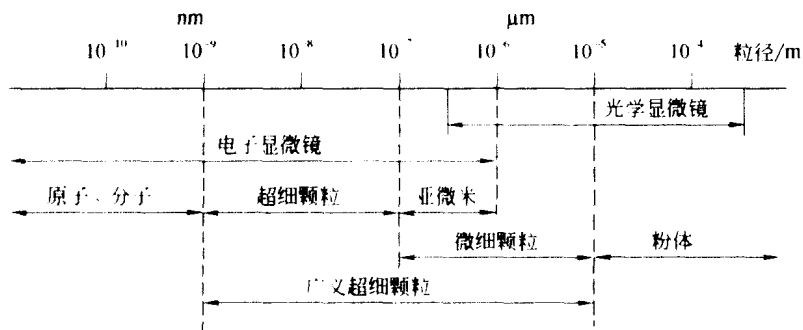 nm μm
10⁻¹⁰ 10⁻⁹ 10⁻⁸ 10⁻⁷ 10⁻⁶ 10⁻⁵ 10⁻⁴ 粒径/m
光学显微镜
电子显微镜
原子、分子 超细颗粒 亚微米
微细颗粒 粉体
广义超细颗粒